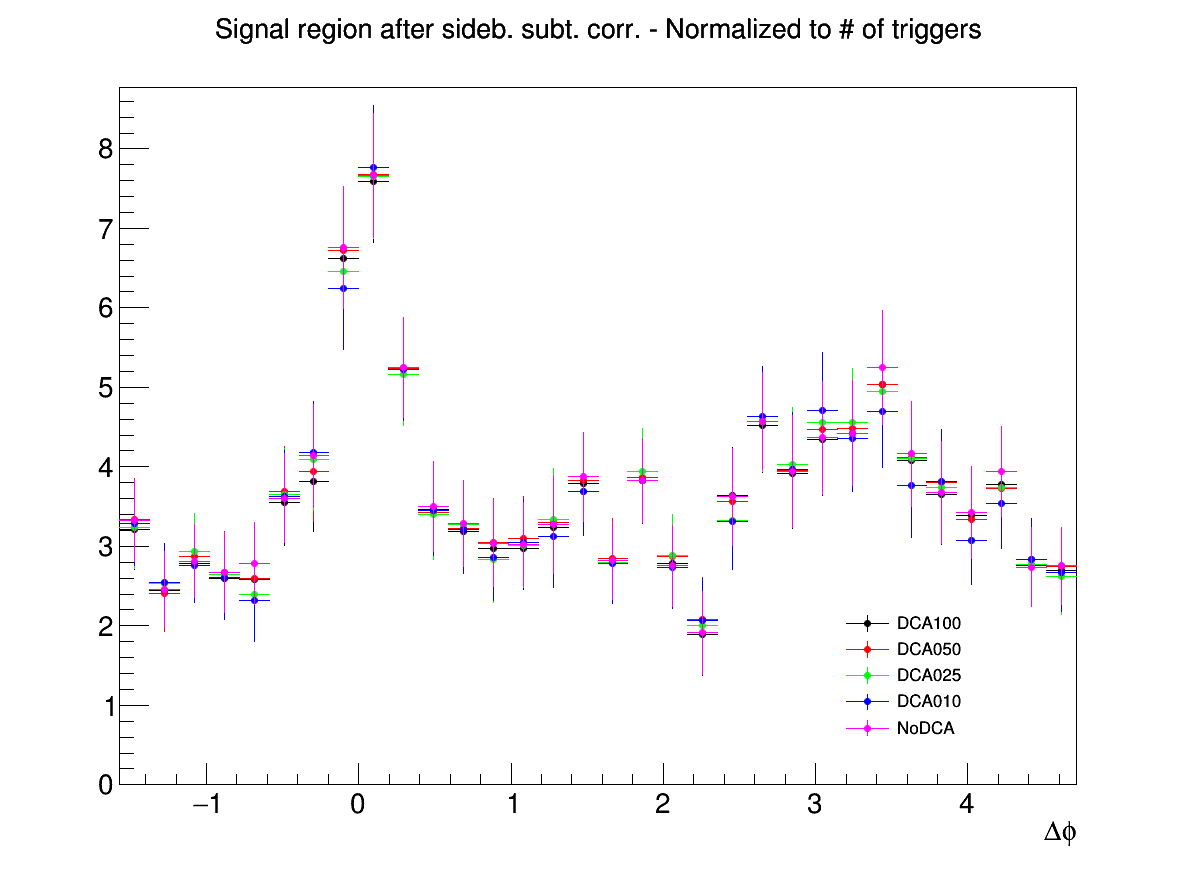 Signal region after sideb. subt. corr. - Normalized to # of triggers
8
7
6
5
4
3
2
1
0
DCA100
DCA050
DCA025
DCA010
NoDCA
−1 0 1 2 3 4
Δϕ